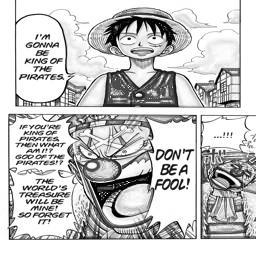 I'M
GONNA
BE
KING OF
THE
PIRATES.
IF YOU'RE
KING OF
PIRATES,
THEN WHAT
AM I!?
GOD OF THE
PIRATES!?
THE
WORLD'S
TREASURE
WILL BE
MINE!
SO FORGET
IT!
DON'T
BE A
FOOL!
...!!!